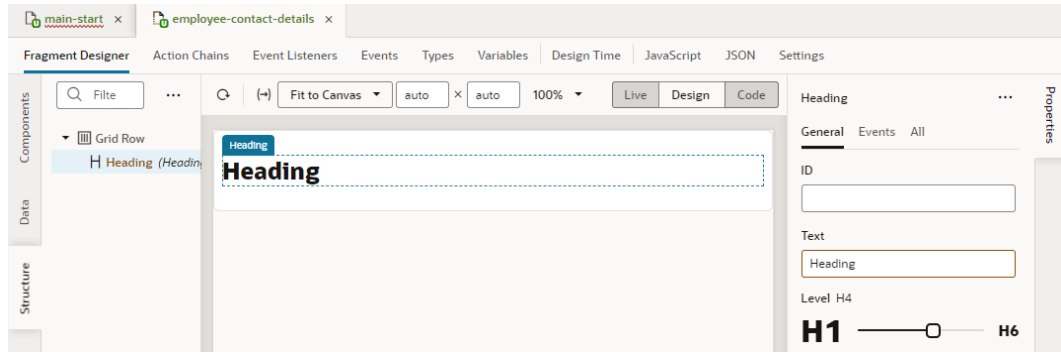 main-start ×
employee-contact-details ×
Fragment Designer Action Chains Event Listeners Events Types Variables Design Time JavaScript JSON Settings
Components
Data
Structure
Filte ...
Grid Row
H Heading (Heading
Fit to Canvas auto × auto 100% Live Design Code
Heading
Heading
Heading ...
General Events All
ID
Text
Heading
Level H4
H1 H6
Properties